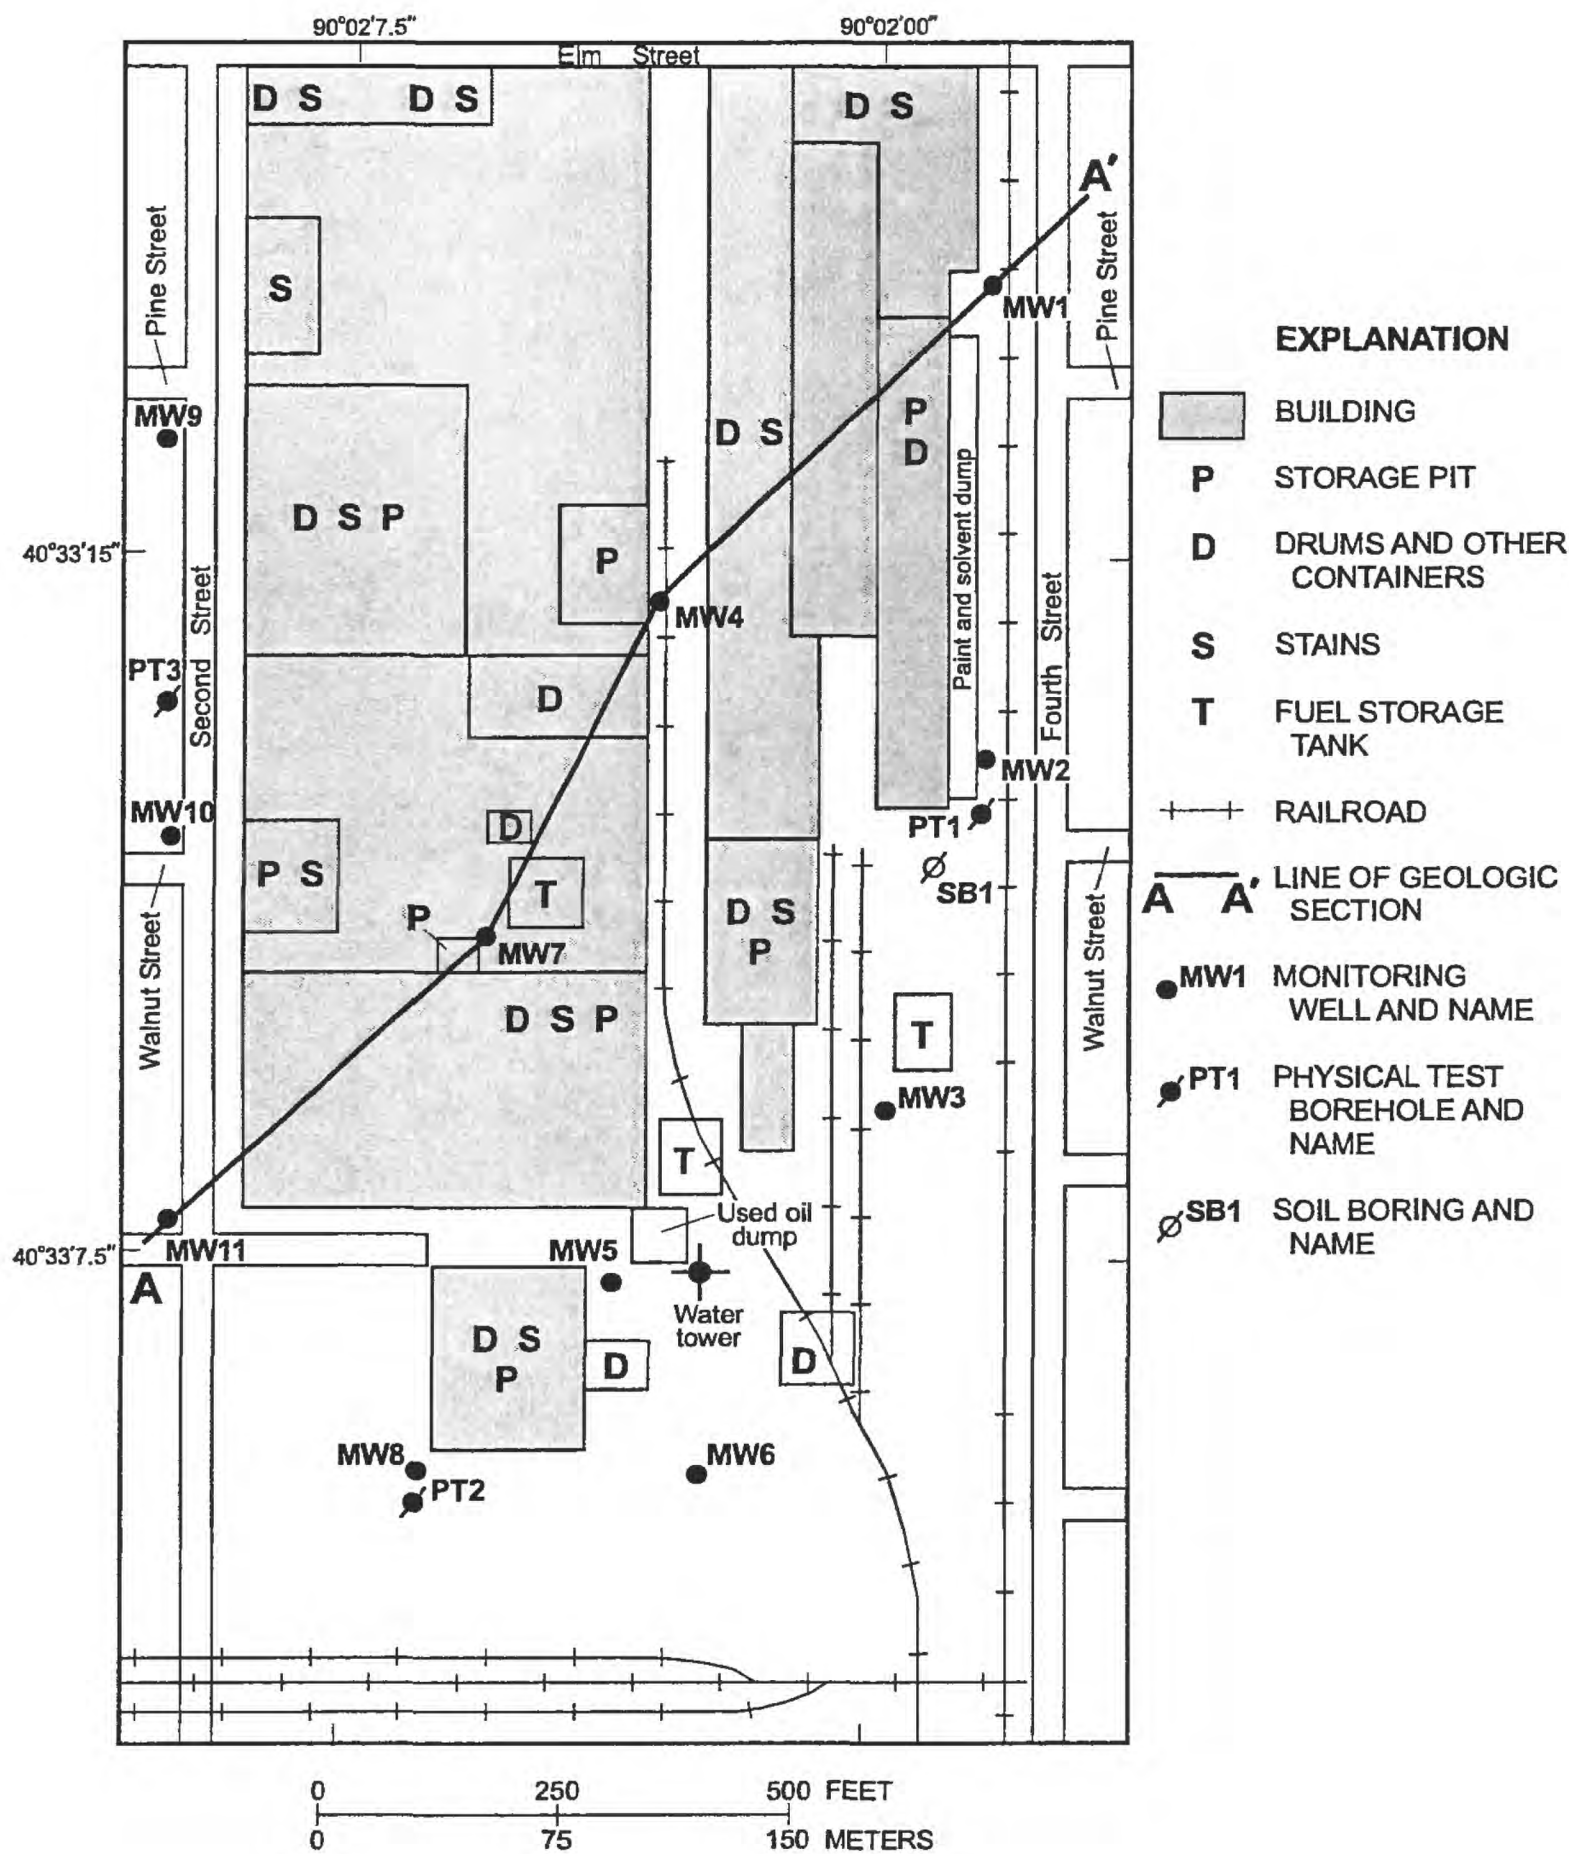 90°02'7.5"
90°02'00"
Elm Street
D S
D S
D S
A'
Pine Street
S
MW1
Pine Street
MW9
D S
P
D
Paint and solvent dump
D S P
P
40°33'15"
MW4
Second Street
Fourth Street
PT3
D
MW2
MW10
D
PT1
P S
T
SB1
P
MW7
D S
P
Walnut Street
Walnut Street
D S P
T
MW3
T
Used oil
dump
MW11
MW5
40°33'7.5"
A
Water
tower
D S
P
D
D
MW8
MW6
PT2
EXPLANATION
BUILDING
P STORAGE PIT
D DRUMS AND OTHER
CONTAINERS
S STAINS
T FUEL STORAGE
TANK
RAILROAD
A A' LINE OF GEOLOGIC
SECTION
MW1 MONITORING
WELL AND NAME
PT1 PHYSICAL TEST
BOREHOLE AND
NAME
SB1 SOIL BORING AND
NAME
0 250 500 FEET
0 75 150 METERS